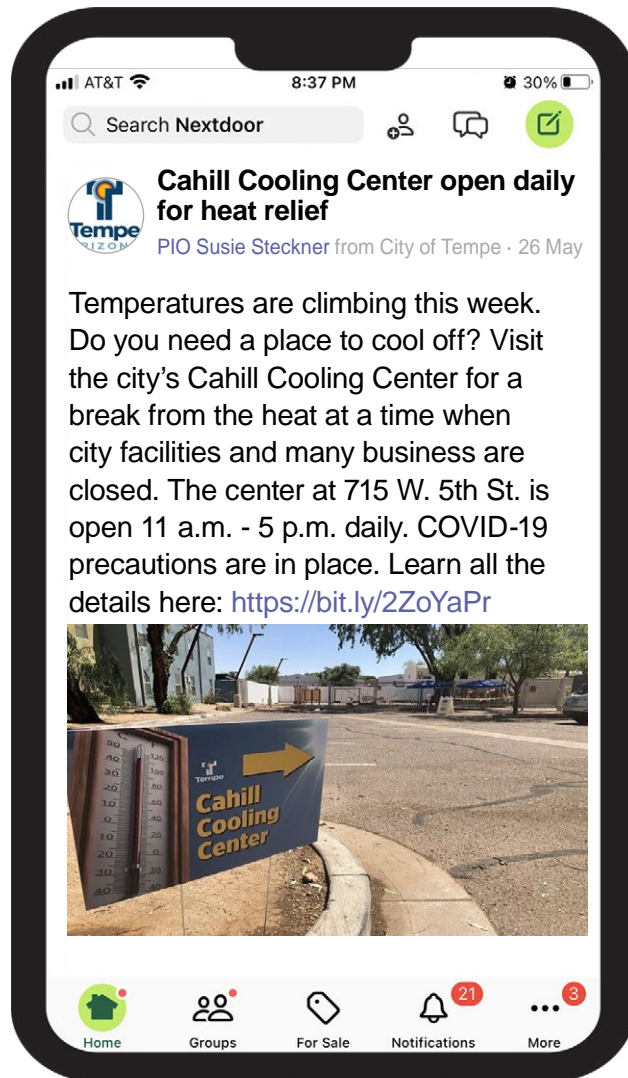 AT&T
8:37 PM
30%
Search Nextdoor
Cahill Cooling Center open daily
for heat relief
Tempe
RIZON
PIO Susie Steckner from City of Tempe · 26 May
Temperatures are climbing this week.
Do you need a place to cool off? Visit
the city's Cahill Cooling Center for a
break from the heat at a time when
city facilities and many business are
closed. The center at 715 W. 5th St. is
open 11 a.m. - 5 p.m. daily. COVID-19
precautions are in place. Learn all the
details here: https://bit.ly/2ZoYaPr
Tempe
Cahill
Cooling
Center
21
3
Home
Groups
For Sale
Notifications
More